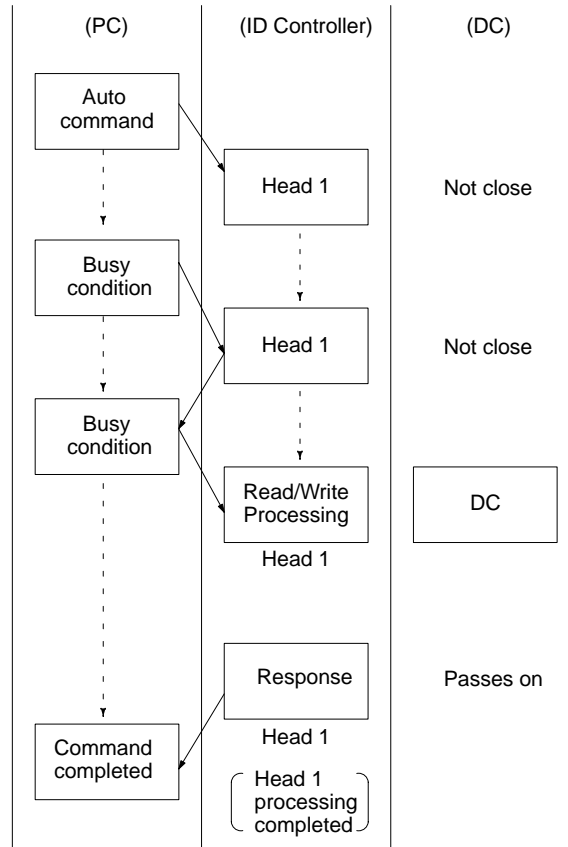 (PC) (ID Controller) (DC)
Auto
command
Head 1 Not close
Busy
condition
Head 1 Not close
Busy
condition
Read/Write
Processing
DC
Head 1
Response Passes on
Head 1
Command
completed
Head 1
processing
completed